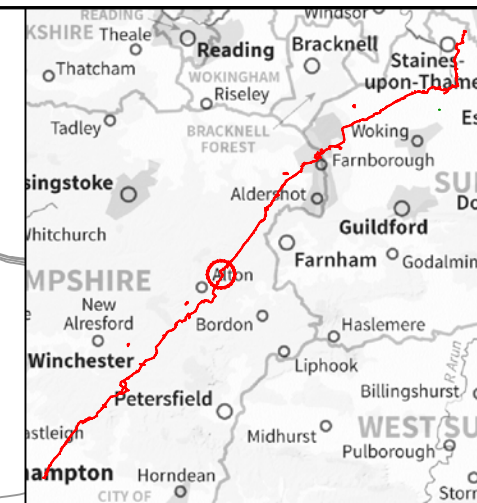 READING
Windsor
KSHIRE
Theale
Reading
Bracknell
Staines-
upon-Thame
Thatcham
WOKINGHAM
Riseley
Tadley
BRACKNELL
FOREST
Woking
Es
Farnborough
singstoke
Aldershot
SU
Do
Whitchurch
Guildford
MPSHIRE
Alton
Farnham
Godalmin
New
Alresford
Bordon
Haslemere
Winchester
Liphook
Petersfield
Billingshurst
R Arun
astleigh
Midhurst
WEST SU
Pulborough
hampton
Horndean
CITY OF
Storr